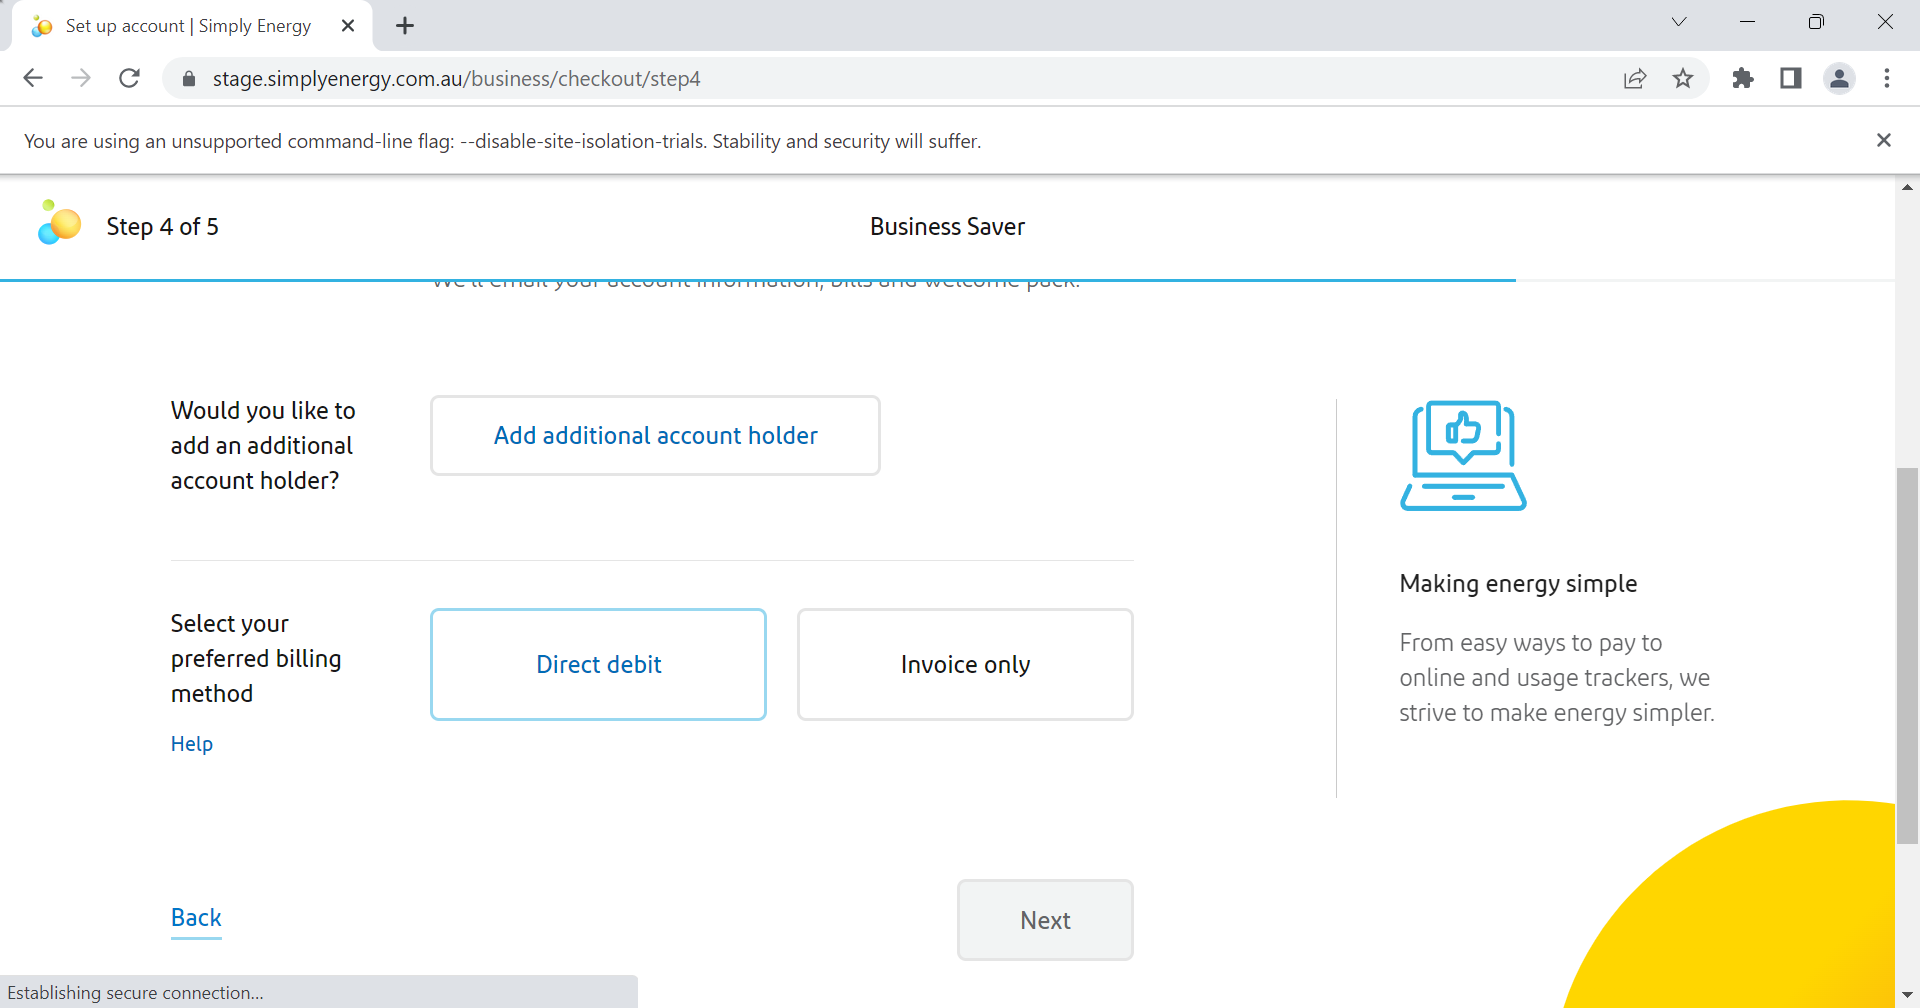 Set up account | Simply Energy
stage.simplyenergy.com.au/business/checkout/step4
You are using an unsupported command-line flag: --disable-site-isolation-trials. Stability and security will suffer.
Step 4 of 5
Business Saver
We'll email your account information, bills and welcome pack.
Would you like to
add an additional
account holder?
Add additional account holder
Select your
preferred billing
method
Help
Direct debit
Invoice only
Making energy simple
From easy ways to pay to
online and usage trackers, we
strive to make energy simpler.
Back
Next
Establishing secure connection...